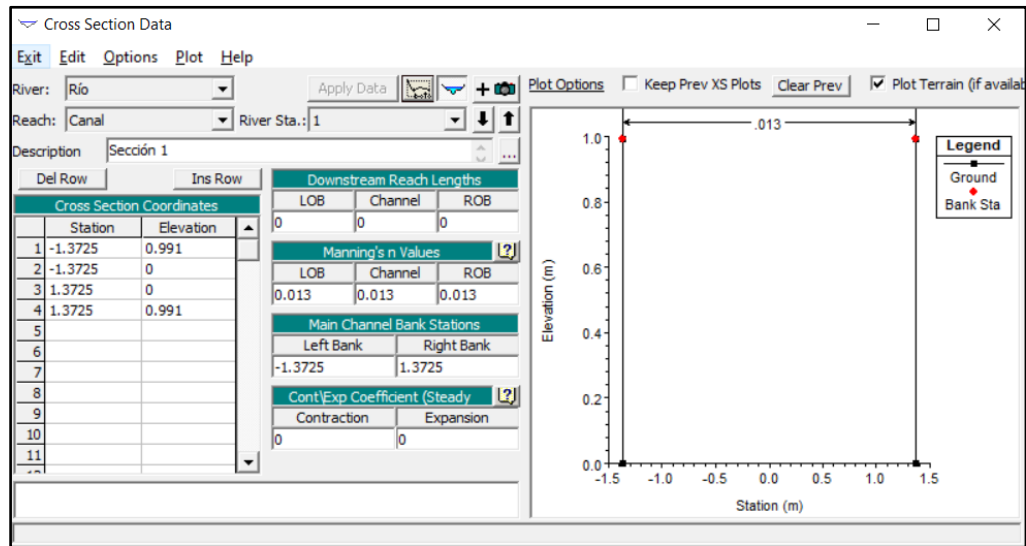 Cross Section Data
Exit Edit Options Plot Help
River: Río
Apply Data
Plot Options Keep Prev XS Plots Clear Prev Plot Terrain (if availab
Reach: Canal River Sta.: 1
Description Sección 1 ...
Del Row Ins Row
Cross Section Coordinates
Station Elevation
1 -1.3725 0.991
2 -1.3725 0
3 1.3725 0
4 1.3725 0.991
5
6
7
8
9
10
11
Downstream Reach Lengths
LOB Channel ROB
0 0 0
Manning's n Values
LOB Channel ROB
0.013 0.013 0.013
Main Channel Bank Stations
Left Bank Right Bank
-1.3725 1.3725
Cont\Exp Coefficient (Steady
Contraction Expansion
0 0
.013
Legend
Ground
Bank Sta
1.0
0.8
0.6
0.4
0.2
0.0
Elevation (m)
-1.5 -1.0 -0.5 0.0 0.5 1.0 1.5
Station (m)